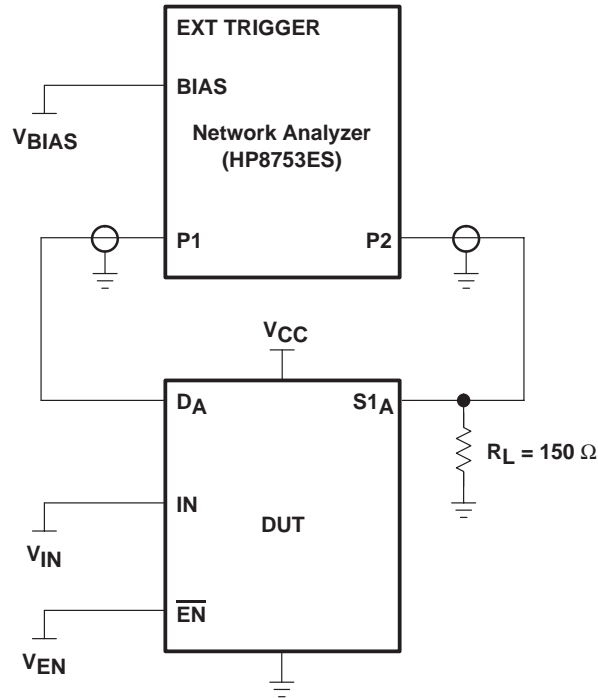 EXT TRIGGER
BIAS
VBIAS
Network Analyzer
(HP8753ES)
P1
P2
VCC
DA
S1A
RL = 150 Ω
IN
DUT
VIN
EN
VEN